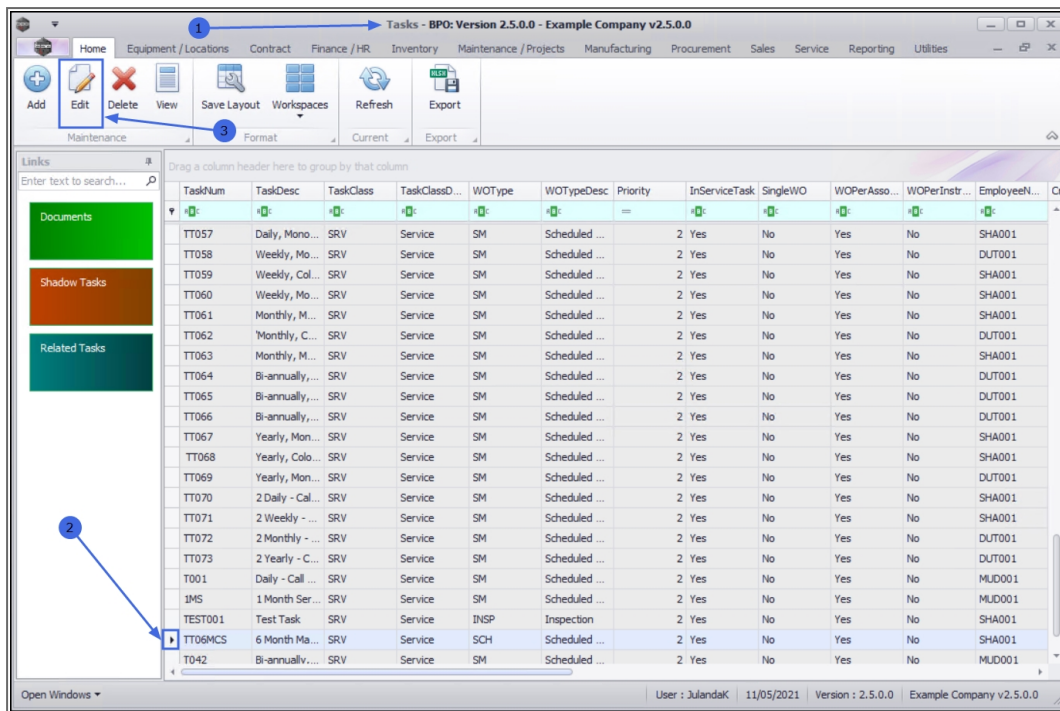 1
Tasks - BPO: Version 2.5.0.0 - Example Company v2.5.0.0
Home Equipment / Locations Contract Finance / HR Inventory Maintenance / Projects Manufacturing Procurement Sales Service Reporting Utilities
Add Edit Delete View Save Layout Workspaces Refresh Export
3
Maintenance Format Current Export
Links
Enter text to search...
Documents
Shadow Tasks
Related Tasks
Drag a column header here to group by that column
TaskNum TaskDesc TaskClass TaskClassD... WOType WOTypeDesc Priority InServiceTask SingleWO WOPerAsso... WOPerInstr... EmployeeN... Cr
=
TT057 Daily, Mono... SRV Service SM Scheduled ... 2 Yes No Yes No SHA001
TT058 Weekly, Mo... SRV Service SM Scheduled ... 2 Yes No Yes No DUT001
TT059 Weekly, Col... SRV Service SM Scheduled ... 2 Yes No Yes No SHA001
TT060 Weekly, Mo... SRV Service SM Scheduled ... 2 Yes No Yes No SHA001
TT061 Monthly, M... SRV Service SM Scheduled ... 2 Yes No Yes No SHA001
TT062 'Monthly, C... SRV Service SM Scheduled ... 2 Yes No Yes No DUT001
TT063 Monthly, M... SRV Service SM Scheduled ... 2 Yes No Yes No SHA001
TT064 Bi-annually,... SRV Service SM Scheduled ... 2 Yes No Yes No DUT001
TT065 Bi-annually,... SRV Service SM Scheduled ... 2 Yes No Yes No DUT001
TT066 Bi-annually,... SRV Service SM Scheduled ... 2 Yes No Yes No DUT001
TT067 Yearly, Mon... SRV Service SM Scheduled ... 2 Yes No Yes No SHA001
TT068 Yearly, Colo... SRV Service SM Scheduled ... 2 Yes No Yes No SHA001
TT069 Yearly, Mon... SRV Service SM Scheduled ... 2 Yes No Yes No DUT001
TT070 2 Daily - Cal... SRV Service SM Scheduled ... 2 Yes No Yes No SHA001
TT071 2 Weekly - ... SRV Service SM Scheduled ... 2 Yes No Yes No SHA001
2
TT072 2 Monthly - ... SRV Service SM Scheduled ... 2 Yes No Yes No DUT001
TT073 2 Yearly - C... SRV Service SM Scheduled ... 2 Yes No Yes No DUT001
T001 Daily - Call ... SRV Service SM Scheduled ... 2 Yes No Yes No MUD001
1MS 1 Month Ser... SRV Service SM Scheduled ... 2 Yes No Yes No MUD001
TEST001 Test Task SRV Service INSP Inspection 2 Yes No Yes No SHA001
TT06MCS 6 Month Ma... SRV Service SCH Scheduled ... 2 Yes No Yes No SHA001
T042 Bi-annually,... SRV Service SM Scheduled ... 2 Yes No Yes No MUD001
Open Windows User : JulandaK 11/05/2021 Version : 2.5.0.0 Example Company v2.5.0.0